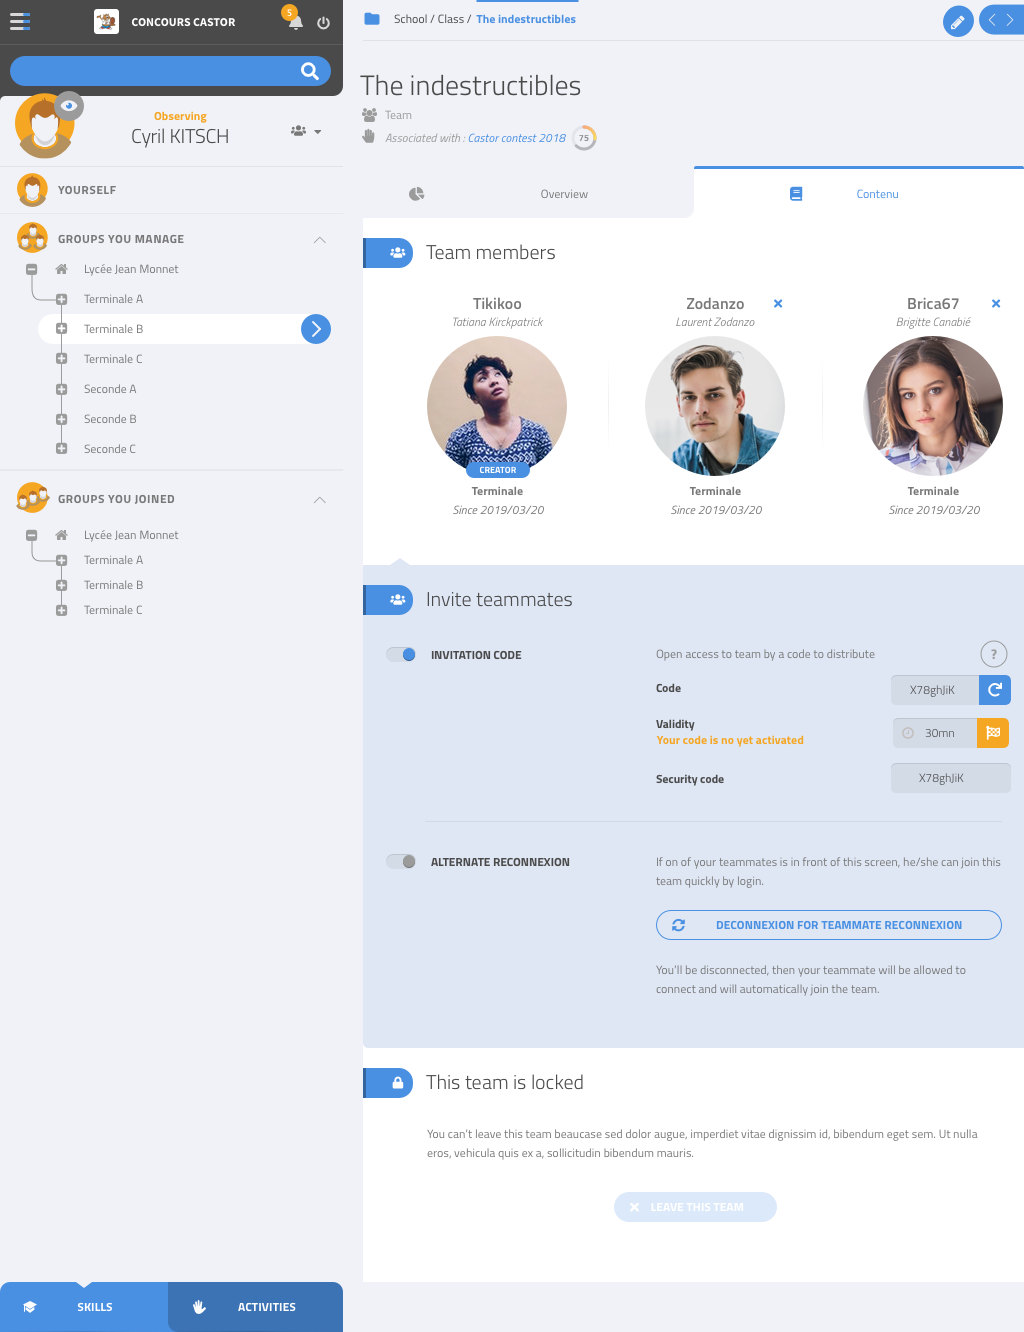 CONCOURS CASTOR
5
Observing
Cyril KITSCH
YOURSELF
GROUPS YOU MANAGE
Lycée Jean Monnet
Terminale A
Terminale B
Terminale C
Seconde A
Seconde B
Seconde C
GROUPS YOU JOINED
Lycée Jean Monnet
Terminale A
Terminale B
Terminale C
SKILLS
ACTIVITIES
School / Class / The indestructibles
The indestructibles
Team
Associated with : Castor contest 2018 75
Overview
Contenu
Team members
Tikikoo
Tatiana Kirckpatrick
CREATOR
Terminale
Since 2019/03/20
Zodanzo
Laurent Zodanzo
Terminale
Since 2019/03/20
Brica67
Brigitte Canabié
Terminale
Since 2019/03/20
Invite teammates
INVITATION CODE
Open access to team by a code to distribute
?
Code
X78ghJiK
Validity
Your code is no yet activated
30mn
Security code
X78ghJiK
ALTERNATE RECONNEXION
If on of your teammates is in front of this screen, he/she can join this
team quickly by login.
DECONNEXION FOR TEAMMATE RECONNEXION
You'll be disconnected, then your teammate will be allowed to
connect and will automatically join the team.
This team is locked
You can't leave this team beaucase sed dolor augue, imperdiet vitae dignissim id, bibendum eget sem. Ut nulla
eros, vehicula quis ex a, sollicitudin bibendum mauris.
LEAVE THIS TEAM